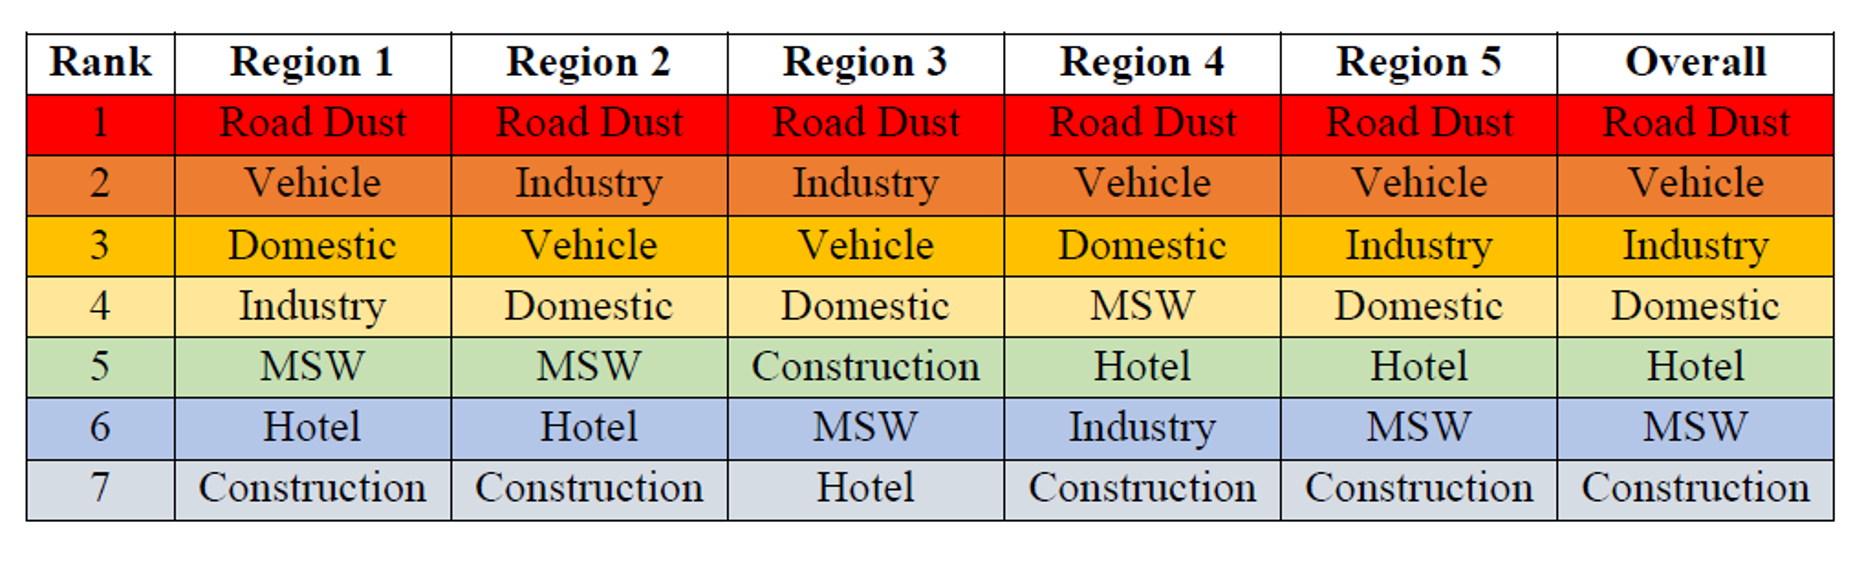 Rank Region 1 Region 2 Region 3 Region 4 Region 5 Overall
1 Road Dust Road Dust Road Dust Road Dust Road Dust Road Dust
2 Vehicle Industry Industry Vehicle Vehicle Vehicle
3 Domestic Vehicle Vehicle Domestic Industry Industry
4 Industry Domestic Domestic MSW Domestic Domestic
5 MSW MSW Construction Hotel Hotel Hotel
6 Hotel Hotel MSW Industry MSW MSW
7 Construction Construction Hotel Construction Construction Construction